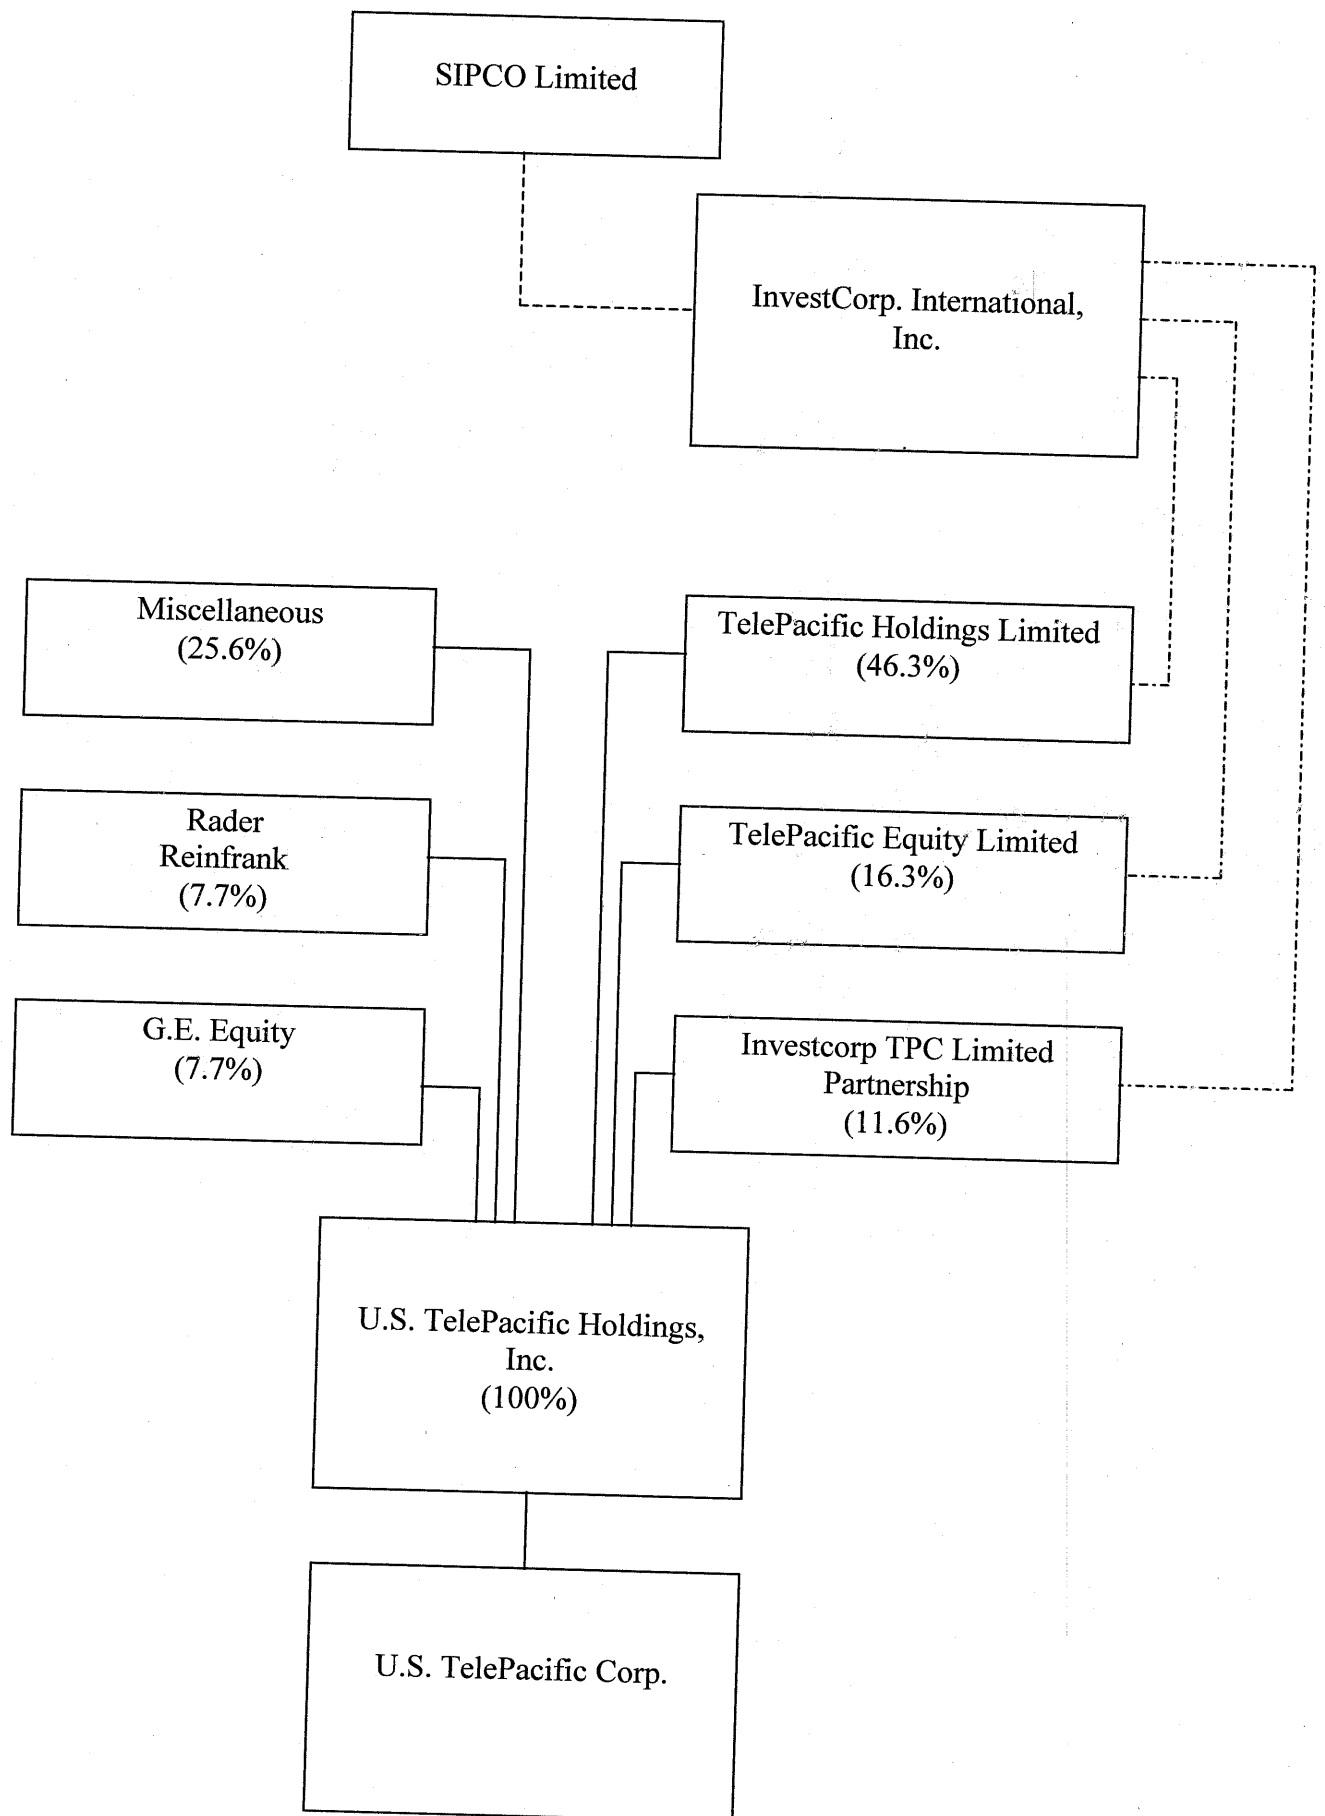 SIPCO Limited
InvestCorp. International,
Inc.
Miscellaneous
(25.6%)
TelePacific Holdings Limited
(46.3%)
Rader
Reinfrank
(7.7%)
TelePacific Equity Limited
(16.3%)
G.E. Equity
(7.7%)
Investcorp TPC Limited
Partnership
(11.6%)
U.S. TelePacific Holdings,
Inc.
(100%)
U.S. TelePacific Corp.